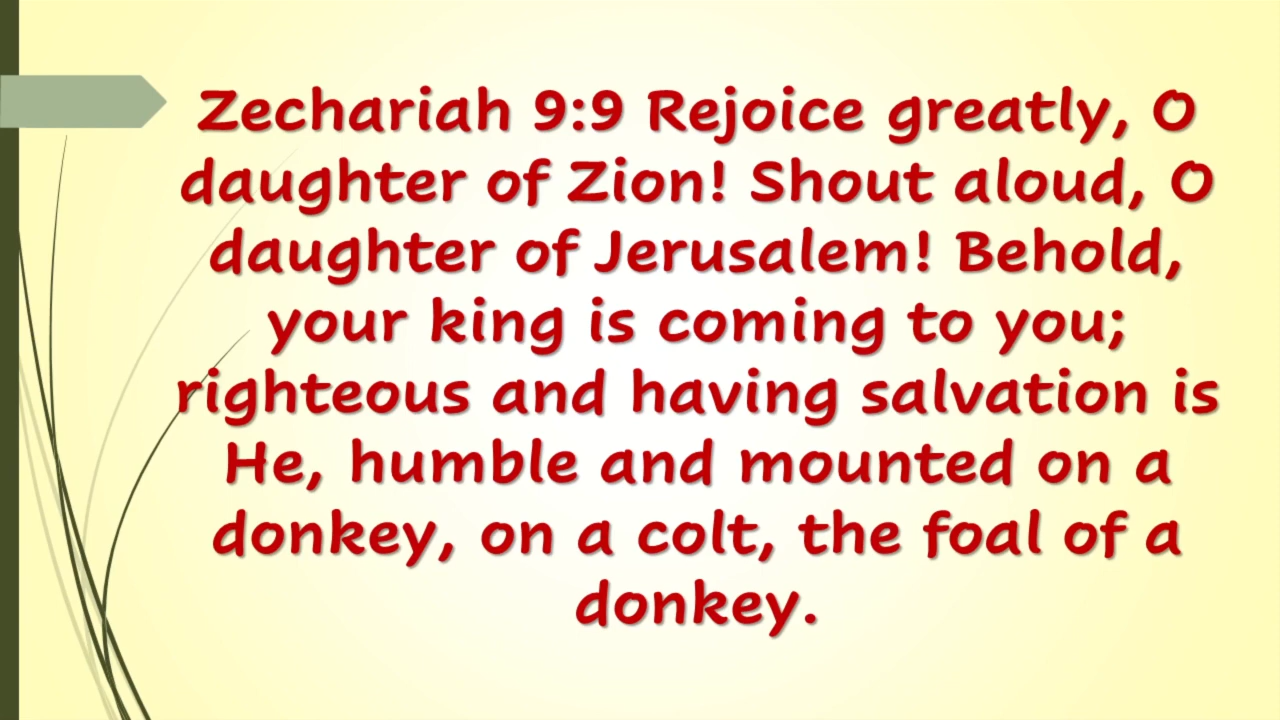 Zechariah 9:9 Rejoice greatly, O
daughter of Zion! Shout aloud, O
daughter of Jerusalem! Behold,
your king is coming to you;
righteous and having salvation is
He, humble and mounted on a
donkey, on a colt, the foal of a
donkey.